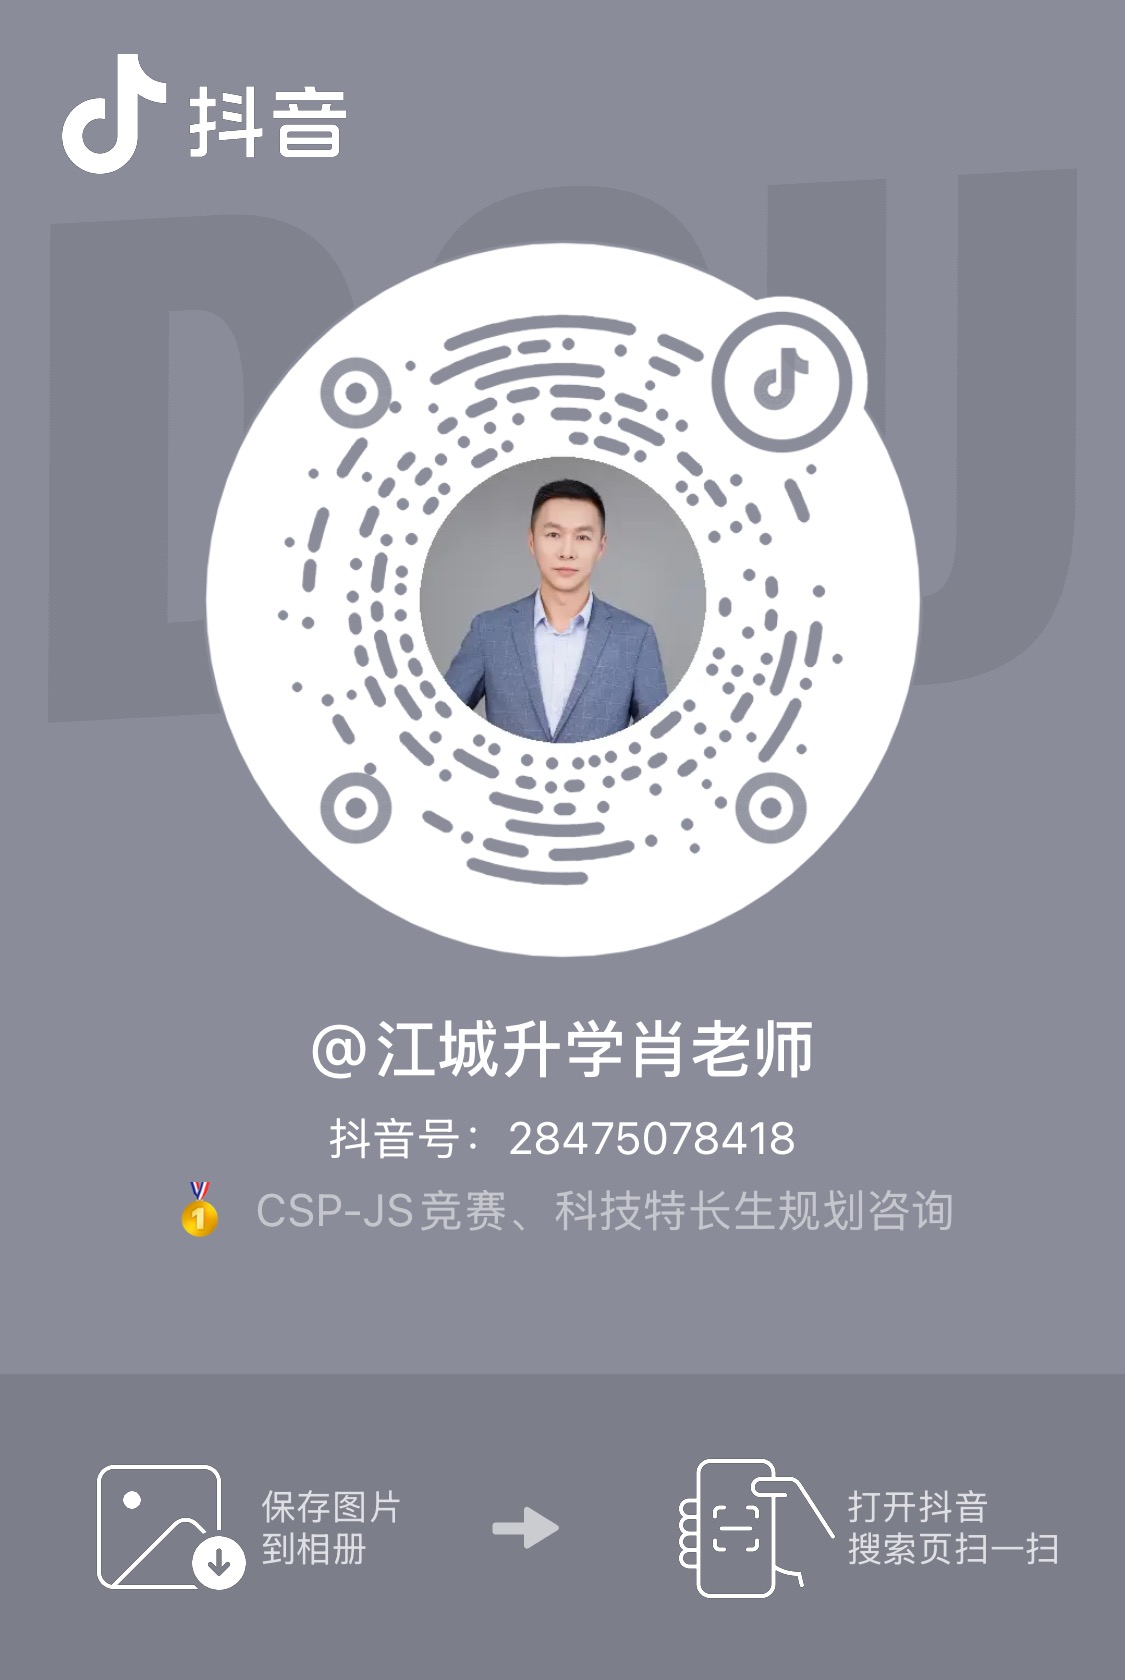 抖音
DOU
@江城升学肖老师
抖音号：28475078418
🥇 CSP-JS竞赛、科技特长生规划咨询
保存图片
到相册
打开抖音
搜索页扫一扫